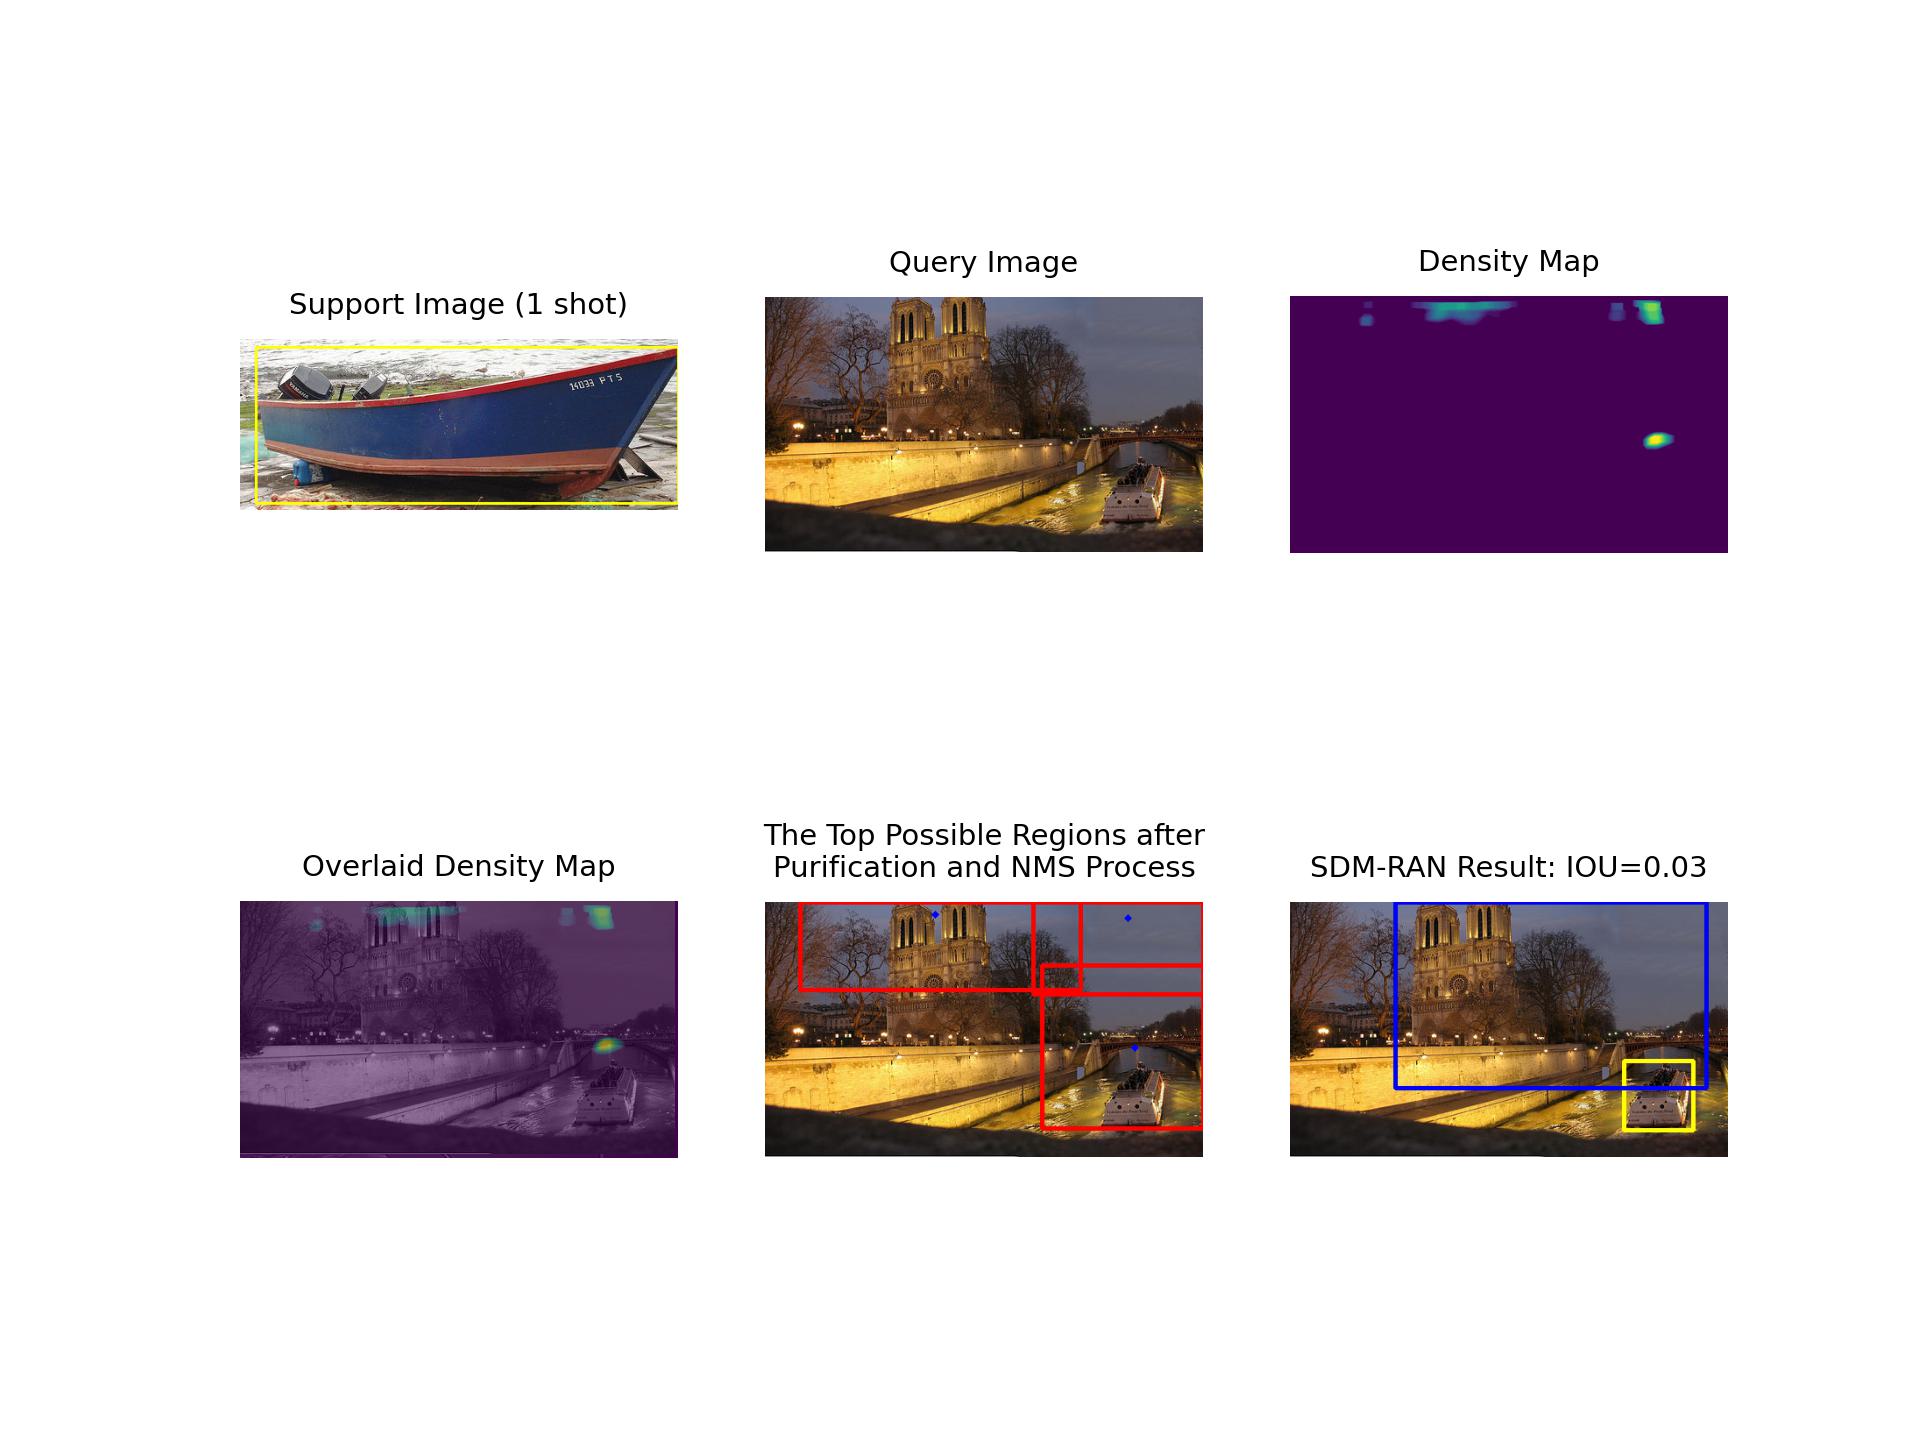 Support Image (1 shot)
YAMAHA
14033 PTS
Query Image
Density Map
Overlaid Density Map
The Top Possible Regions after
Purification and NMS Process
SDM-RAN Result: IOU=0.03